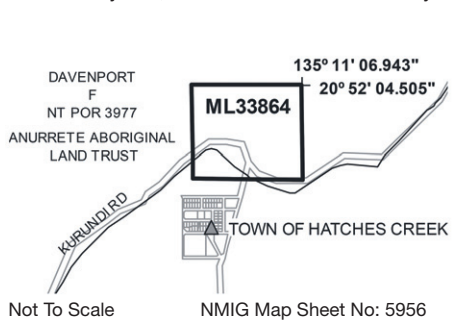 135º 11' 06.943"
20º 52' 04.505"
DAVENPORT
F
NT POR 3977
ANURRETE ABORIGINAL
LAND TRUST
ML33864
KURUNDI RD
TOWN OF HATCHES CREEK
Not To Scale
NMIG Map Sheet No: 5956